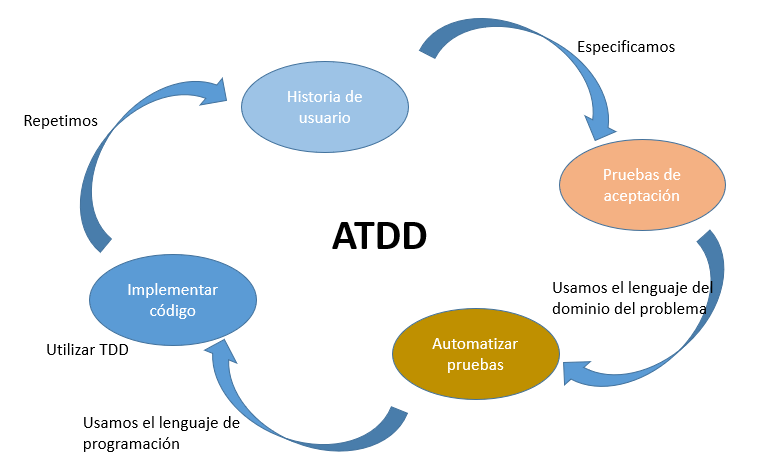 Historia de
usuario
Especificamos
Pruebas de
aceptación
Usamos el lenguaje del
dominio del problema
Automatizar
pruebas
Usamos el lenguaje de
programación
Implementar
código
Utilizar TDD
Repetimos
ATDD